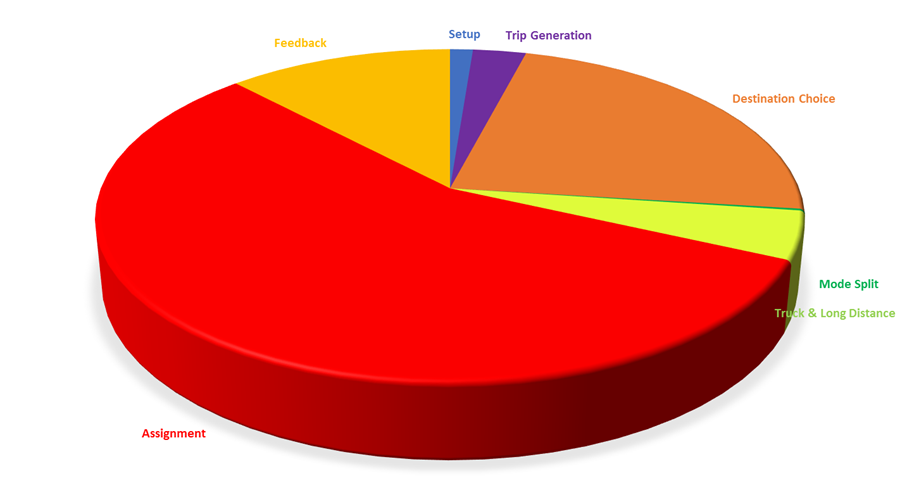 Setup
Trip Generation
Feedback
Destination Choice
Mode Split
Truck & Long Distance
Assignment